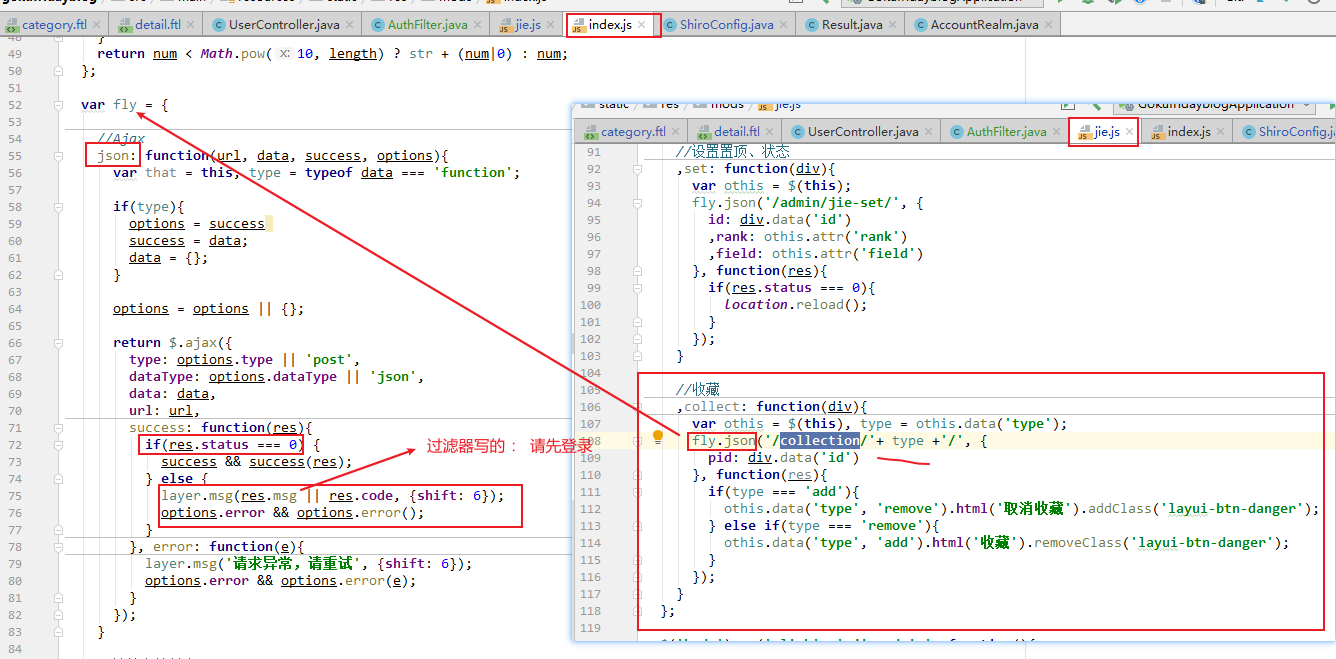 category.ftl detail.ftl UserController.java AuthFilter.java jie.js index.js ShiroConfig.java Result.java AccountRealm.java
48 }
49 return num < Math.pow( x: 10, length) ? str + (num|0) : num;
50 };
51
52 var fly = {
53
54 //Ajax
55 json: function(url, data, success, options){
56 var that = this, type = typeof data === 'function';
57
58 if(type){
59 options = success
60 success = data;
61 data = {};
62 }
63
64 options = options || {};
65
66 return $.ajax({
67 type: options.type || 'post',
68 dataType: options.dataType || 'json',
69 data: data,
70 url: url,
71 success: function(res){
72 if(res.status === 0) {
73 success && success(res);
74 } else {
75 layer.msg(res.msg || res.code, {shift: 6});
76 options.error && options.error();
77 }
78 }, error: function(e){
79 layer.msg('请求异常，请重试', {shift: 6});
80 options.error && options.error(e);
81 }
82 });
83 }
84
过滤器写的： 请先登录
static res mods jie.js GokumdayblogApplication
category.ftl detail.ftl UserController.java AuthFilter.java jie.js index.js ShiroConfig.j
91 //设置置顶、状态
92 ,set: function(div){
93 var othis = $(this);
94 fly.json('/admin/jie-set/', {
95 id: div.data('id')
96 ,rank: othis.attr('rank')
97 ,field: othis.attr('field')
98 }, function(res){
99 if(res.status === 0){
100 location.reload();
101 }
102 });
103 }
104
105 //收藏
106 ,collect: function(div){
107 var othis = $(this), type = othis.data('type');
108 fly.json('/collection/'+ type +'/', {
109 pid: div.data('id')
110 }, function(res){
111 if(type === 'add'){
112 othis.data('type', 'remove').html('取消收藏').addClass('layui-btn-danger');
113 } else if(type === 'remove'){
114 othis.data('type', 'add').html('收藏').removeClass('layui-btn-danger');
115 }
116 });
117 }
118 };
119